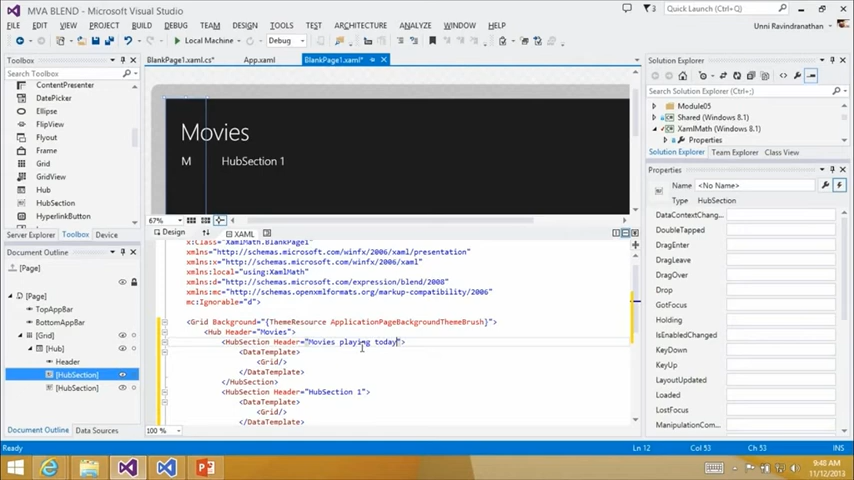 MVA BLEND - Microsoft Visual Studio
3
Quick Launch (Ctrl+Q)
FILE EDIT VIEW PROJECT BUILD DEBUG TEAM DESIGN TOOLS TEST ARCHITECTURE ANALYZE WINDOW HELP
Unni Ravindranathan
Local Machine Debug
Toolbox
BlankPage1.xaml.cs* App.xaml BlankPage1.xaml*
Solution Explorer
Search Toolbox
ContentPresenter
DatePicker
Ellipse
FlipView
Flyout
Frame
Grid
GridView
Hub
HubSection
HyperlinkButton
Server Explorer Toolbox Device
Movies
M HubSection 1
67%
Design XAML
Search Solution Explorer (Ctrl+;)
Module05
Shared (Windows 8.1)
XamlMath (Windows 8.1)
Properties
Solution Explorer Team Explorer Class View
Properties
Name <No Name>
Type HubSection
DataContextChang...
DoubleTapped
DragEnter
DragLeave
DragOver
Drop
GotFocus
Holding
IsEnabledChanged
KeyDown
KeyUp
LayoutUpdated
Loaded
LostFocus
ManipulationCom...
Document Outline
[Page]
[Page]
TopAppBar
BottomAppBar
[Grid]
[Hub]
Header
[HubSection]
[HubSection]
Document Outline Data Sources
x:Class="XamlMath.BlankPage1"
xmlns="http://schemas.microsoft.com/winfx/2006/xaml/presentation"
xmlns:x="http://schemas.microsoft.com/winfx/2006/xaml"
xmlns:local="using:XamlMath"
xmlns:d="http://schemas.microsoft.com/expression/blend/2008"
xmlns:mc="http://schemas.openxmlformats.org/markup-compatibility/2006"
mc:Ignorable="d">
<Grid Background="{ThemeResource ApplicationPageBackgroundThemeBrush}">
<Hub Header="Movies">
<HubSection Header="Movies playing today">
<DataTemplate>
<Grid/>
</DataTemplate>
</HubSection>
<HubSection Header="HubSection 1">
<DataTemplate>
<Grid/>
</DataTemplate>
100 %
Ready Ln 12 Col 53 Ch 53 INS
9:48 AM
11/12/2013